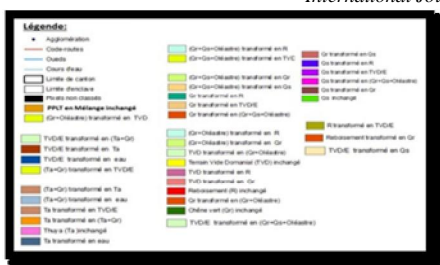 International Jou
Légende:
Agglomération
Code-routes
Oueds
Cours d'eau
Limite de canton
Limite d'enclave
Pixels non classés
PPLT en Mélange inchangé
(Gr+Oléastre) transformé en TVD
TVD/E transformé en (Ta+Gr)
TVD/E transformé en Ta
TVD/E transformé en eau
(Ta+Gr) transformé en TVD/E
(Ta+Gr) transformé en Ta
(Ta+Gr) transformé en eau
Ta transformé en TVD/E
Ta transformé en (Ta+Gr)
Thuya (Ta )inchangé
Ta transformé en eau
(Gr+Gs+Oléastre) transformé en R
(Gr+Gs+Oléastre) transformé en TVD
(Gr+Gs+Oléastre) transformé en Gr
(Gr+Gs+Oléastre) transformé en Gs
Gr transformé en R
Gr transformé en TVD/E
Gr transformé en (Gr+Gs+Oléastre)
(Gr+Oléastre) transformé en R
(Gr+Oléastre) transformé en Gr
TVD transformé en (Gr+Oléastre)
Terrain Vide Domanial (TVD) inchangé
TVD transformé en R
TVD transformé en Gr
Reboisement (R) inchangé
Gr transformé en (Gr+Oléastre)
Chêne vert (Gr) inchangé
TVD/E transformé en (Gr+Gs+Oléastre)
Gr transformé en Gs
Gs transformé en R
Gs transformé en TVD/E
Gs transformé en (Gr+Gs+Oléastre)
Gs transformé en Gr
Gs inchangé
R transformé en TVD/E
Reboisement transformé en Gr
TVD/E transformé en Gs